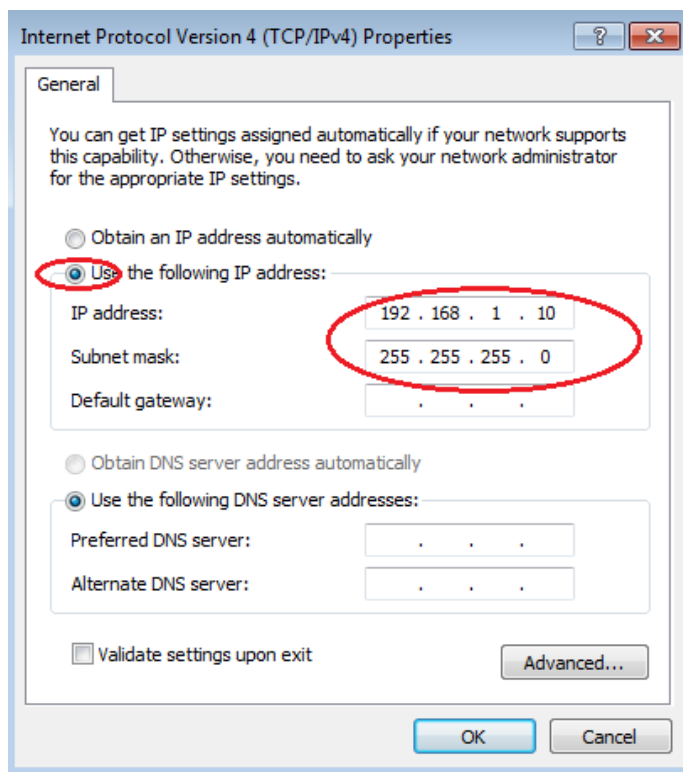 Internet Protocol Version 4 (TCP/IPv4) Properties
General
You can get IP settings assigned automatically if your network supports
this capability. Otherwise, you need to ask your network administrator
for the appropriate IP settings.
Obtain an IP address automatically
Use the following IP address:
IP address: 192 . 168 . 1 . 10
Subnet mask: 255 . 255 . 255 . 0
Default gateway: . . .
Obtain DNS server address automatically
Use the following DNS server addresses:
Preferred DNS server: . . .
Alternate DNS server: . . .
Validate settings upon exit
Advanced...
OK Cancel